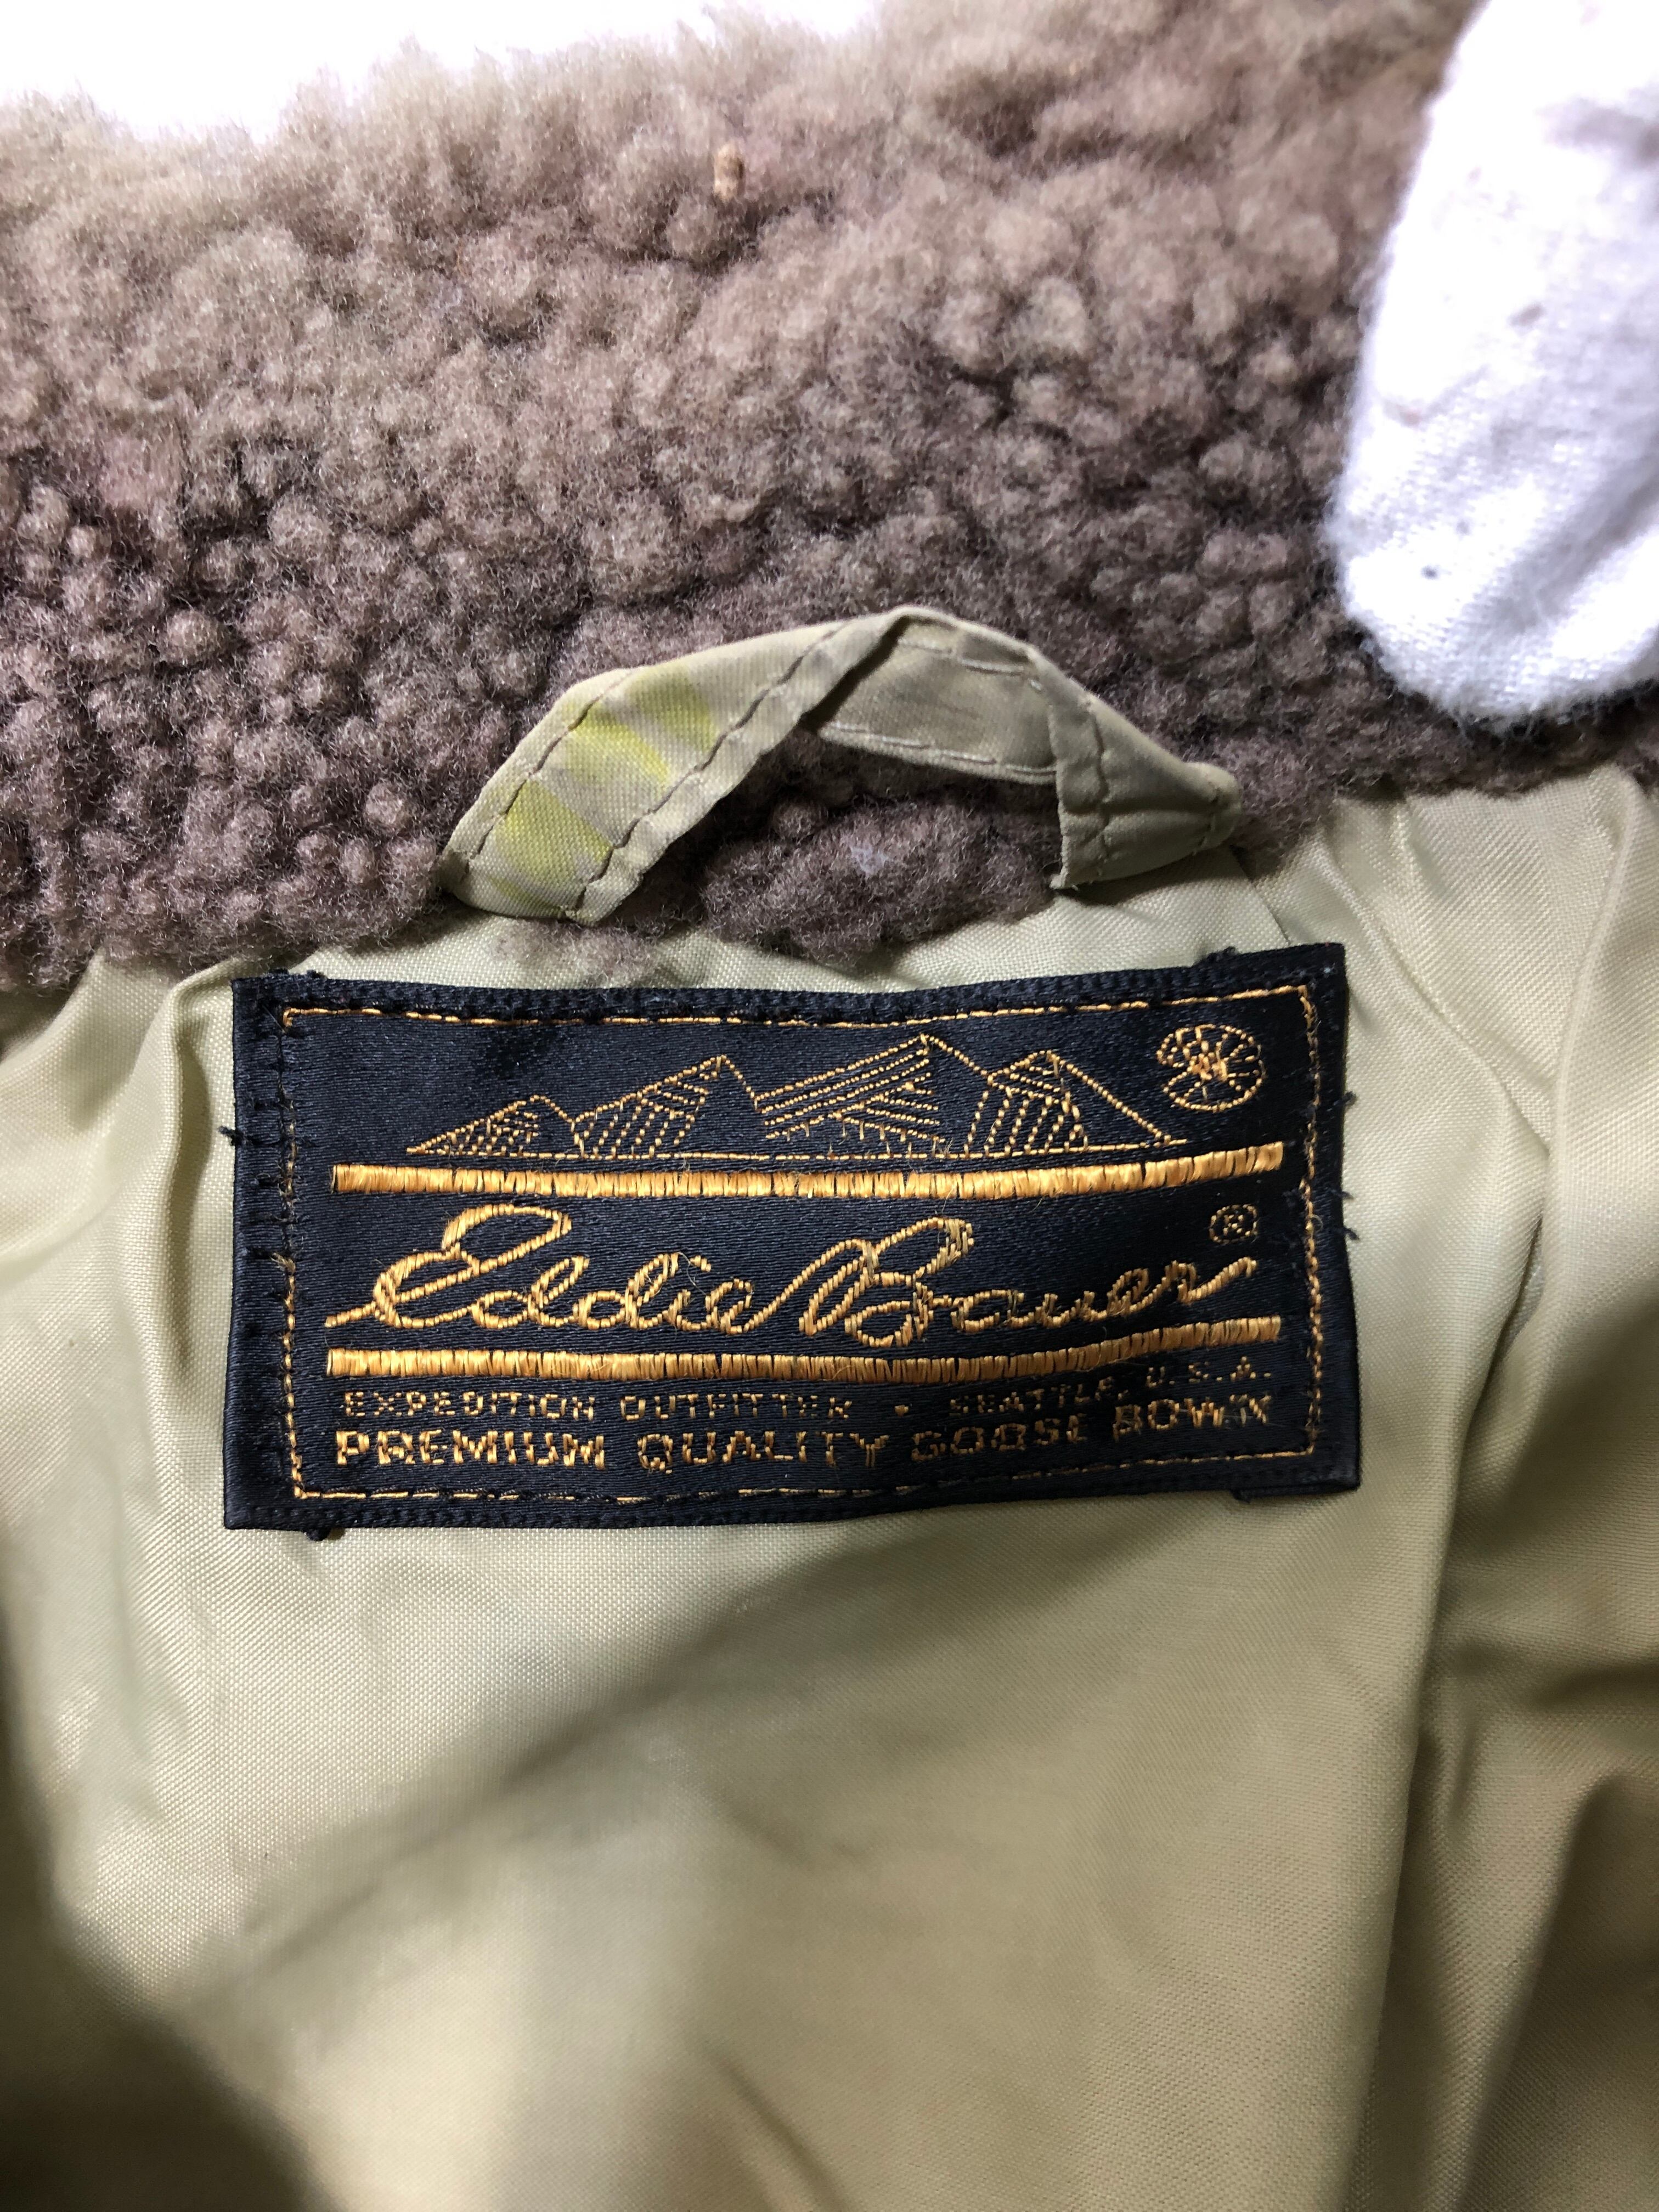 Eddie Bauer®
EXPEDITION OUTFITTER • SEATTLE, U.S.A.
PREMIUM QUALITY GOOSE DOWN